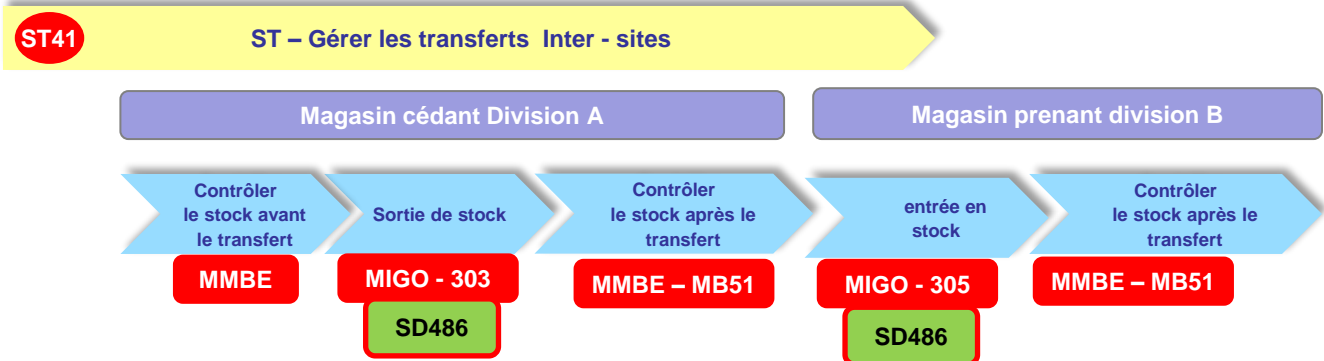 ST41
ST – Gérer les transferts Inter - sites
Magasin cédant Division A
Magasin prenant division B
Contrôler
le stock avant
le transfert
Sortie de stock
Contrôler
le stock après le
transfert
entrée en
stock
Contrôler
le stock après le
transfert
MMBE
MIGO - 303
MMBE – MB51
MIGO - 305
MMBE – MB51
SD486
SD486